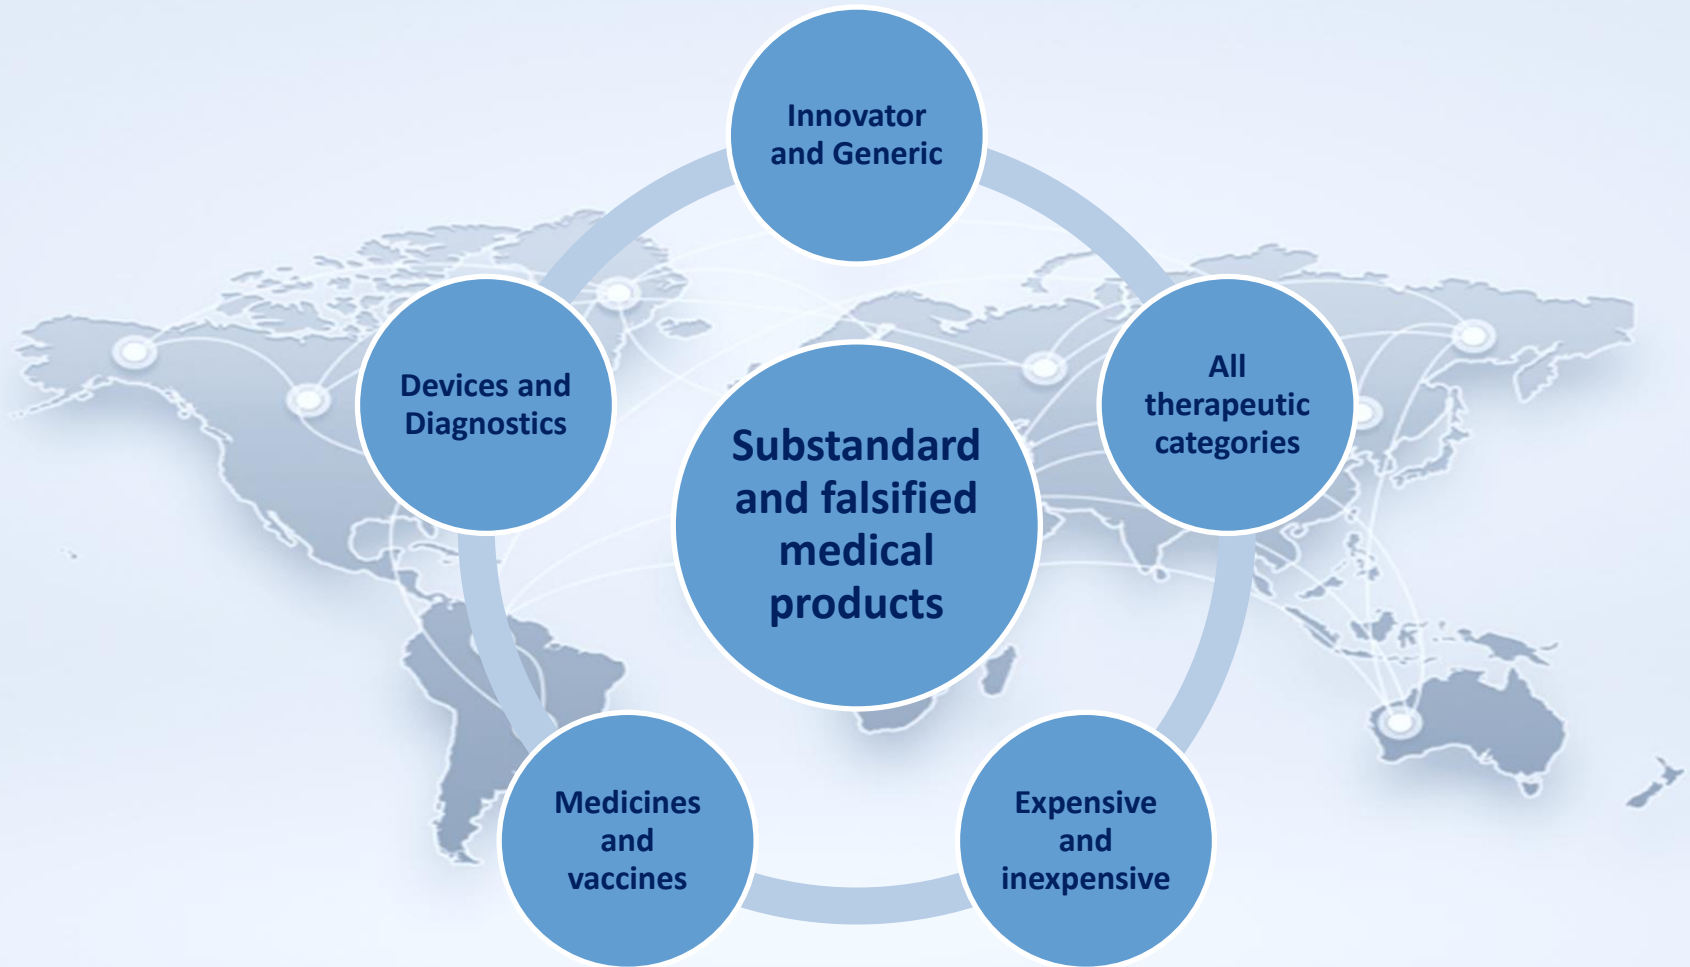 Innovator
and Generic
All
therapeutic
categories
Expensive
and
inexpensive
Medicines
and
vaccines
Devices and
Diagnostics
Substandard
and falsified
medical
products